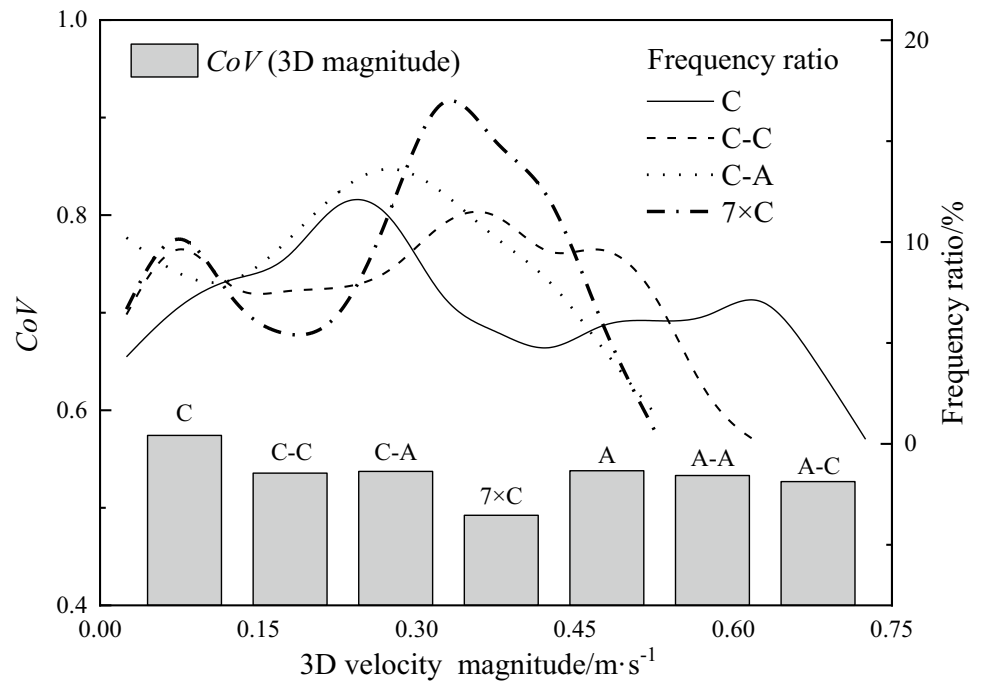 1.0
20
CoV (3D magnitude)
Frequency ratio
C
C-C
C-A
7×C
0.8
10
CoV
Frequency ratio/%
0.6
0
C
C-C
C-A
7×C
A
A-A
A-C
0.4
0.00
0.15
0.30
0.45
0.60
0.75
3D velocity magnitude/m·s⁻¹